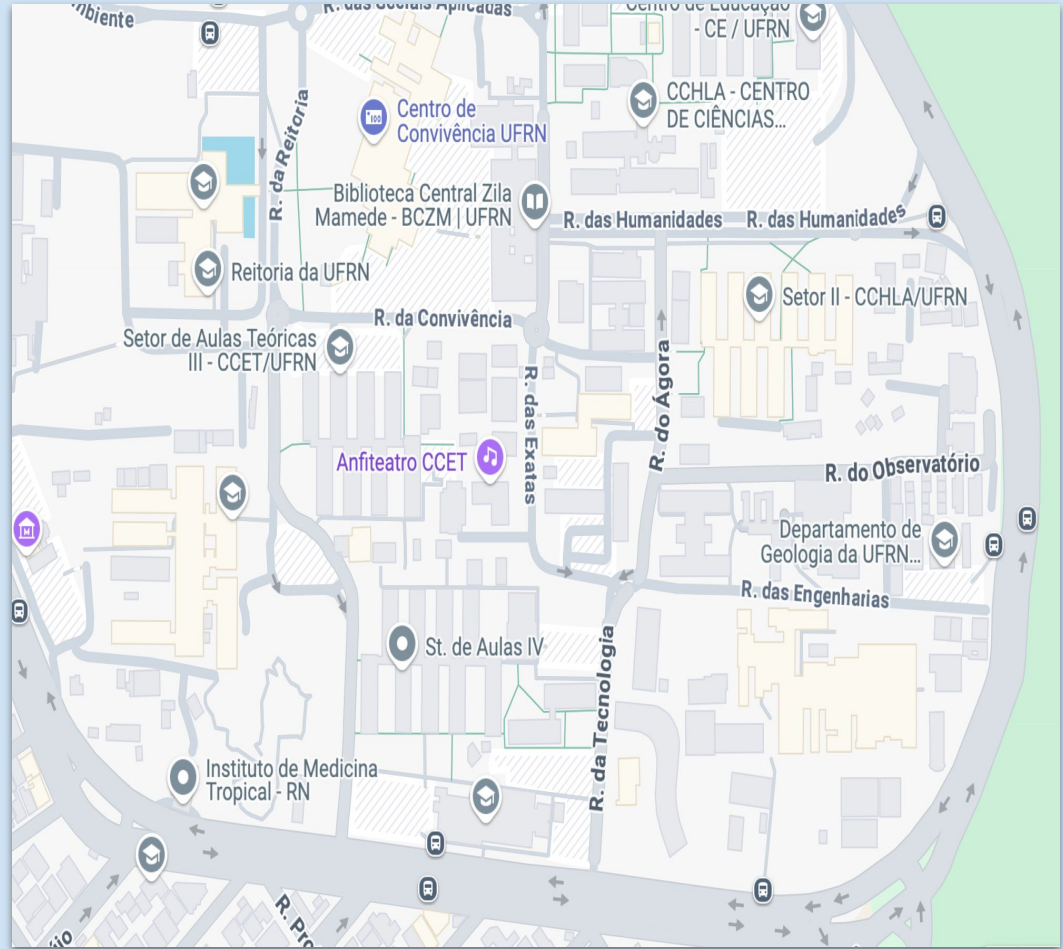 mbiente
R. das Sociais Aplicadas
Centro de Educação
- CE / UFRN
CCHLA - CENTRO
DE CIÊNCIAS...
Centro de
Convivência UFRN
R. da Reitoria
Biblioteca Central Zila
Mamede - BCZM | UFRN
R. das Humanidades
R. das Humanidades
Reitoria da UFRN
Setor II - CCHLA/UFRN
R. da Convivência
Setor de Aulas Teóricas
III - CCET/UFRN
R. das Exatas
R. do Ágora
Anfiteatro CCET
R. do Observatório
Departamento de
Geologia da UFRN...
R. das Engenharias
St. de Aulas IV
R. da Tecnologia
Instituto de Medicina
Tropical - RN
R. Pro
io